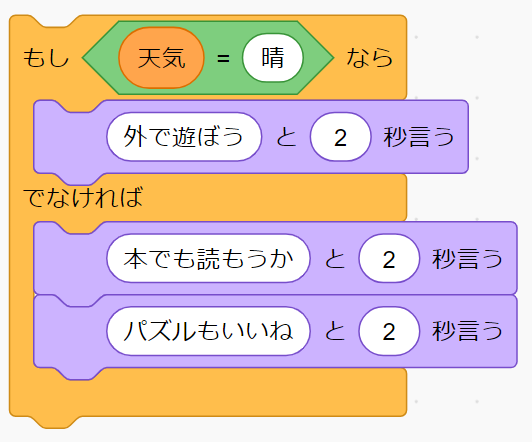 もし 天気 = 晴 なら
外で遊ぼう と 2 秒言う
でなければ
本でも読もうか と 2 秒言う
パズルもいいね と 2 秒言う